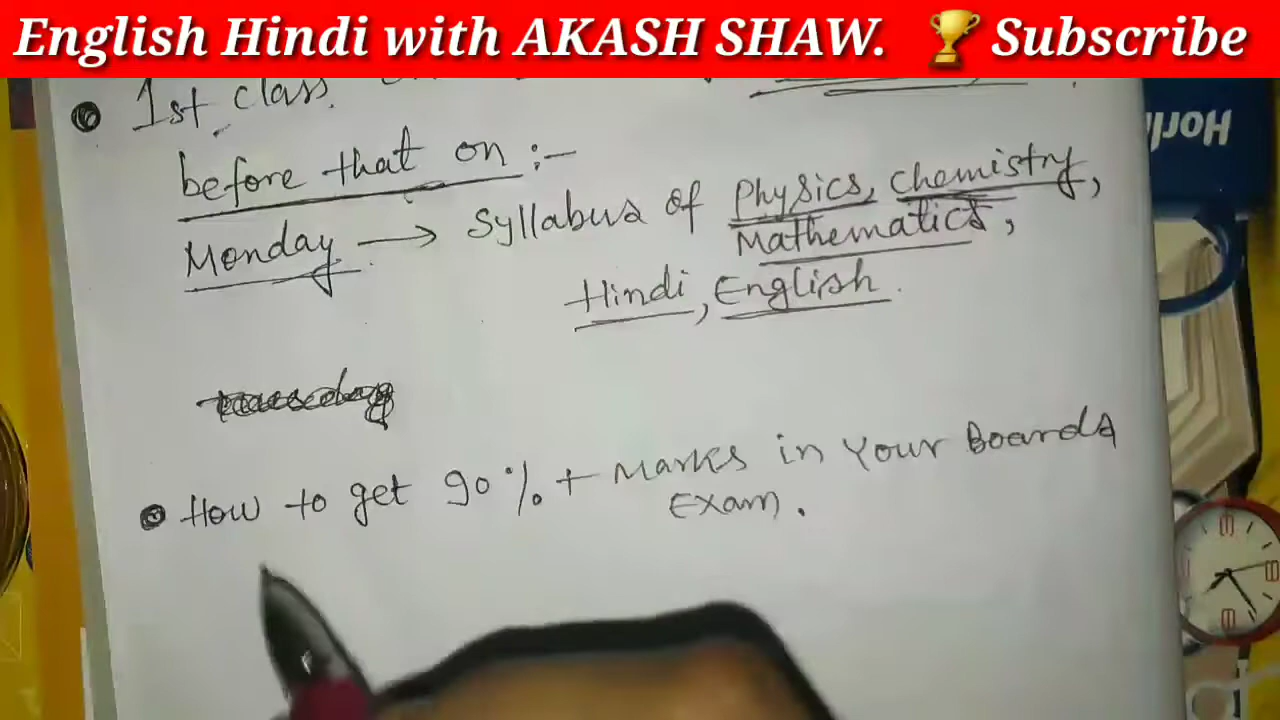 English Hindi with AKASH SHAW. 🏆 Subscribe
1st class
before that on :-
Monday → Syllabus of Physics, Chemistry,
Mathematics,
Hindi, English.
How to get 90% + Marks in Your Boards
Exam.
Horli